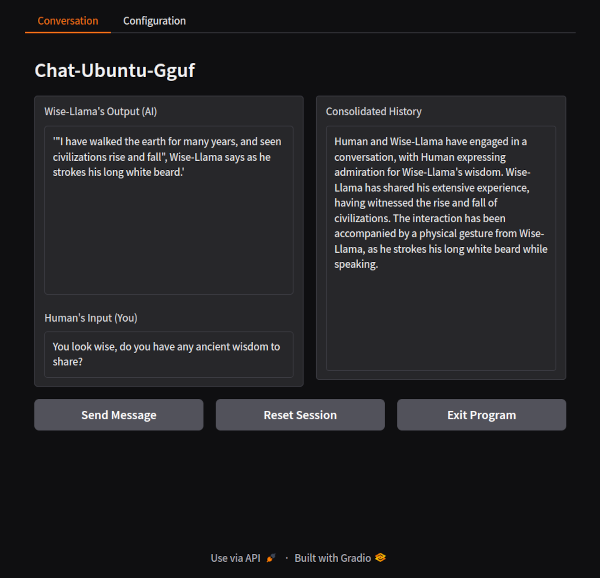 Conversation
Configuration
Chat-Ubuntu-Gguf
Wise-Llama's Output (AI)
'"I have walked the earth for many years, and seen
civilizations rise and fall", Wise-Llama says as he
strokes his long white beard.'
Human's Input (You)
You look wise, do you have any ancient wisdom to
share?
Consolidated History
Human and Wise-Llama have engaged in a
conversation, with Human expressing
admiration for Wise-Llama's wisdom. Wise-
Llama has shared his extensive experience,
having witnessed the rise and fall of
civilizations. The interaction has been
accompanied by a physical gesture from Wise-
Llama, as he strokes his long white beard while
speaking.
Send Message
Reset Session
Exit Program
Use via API · Built with Gradio